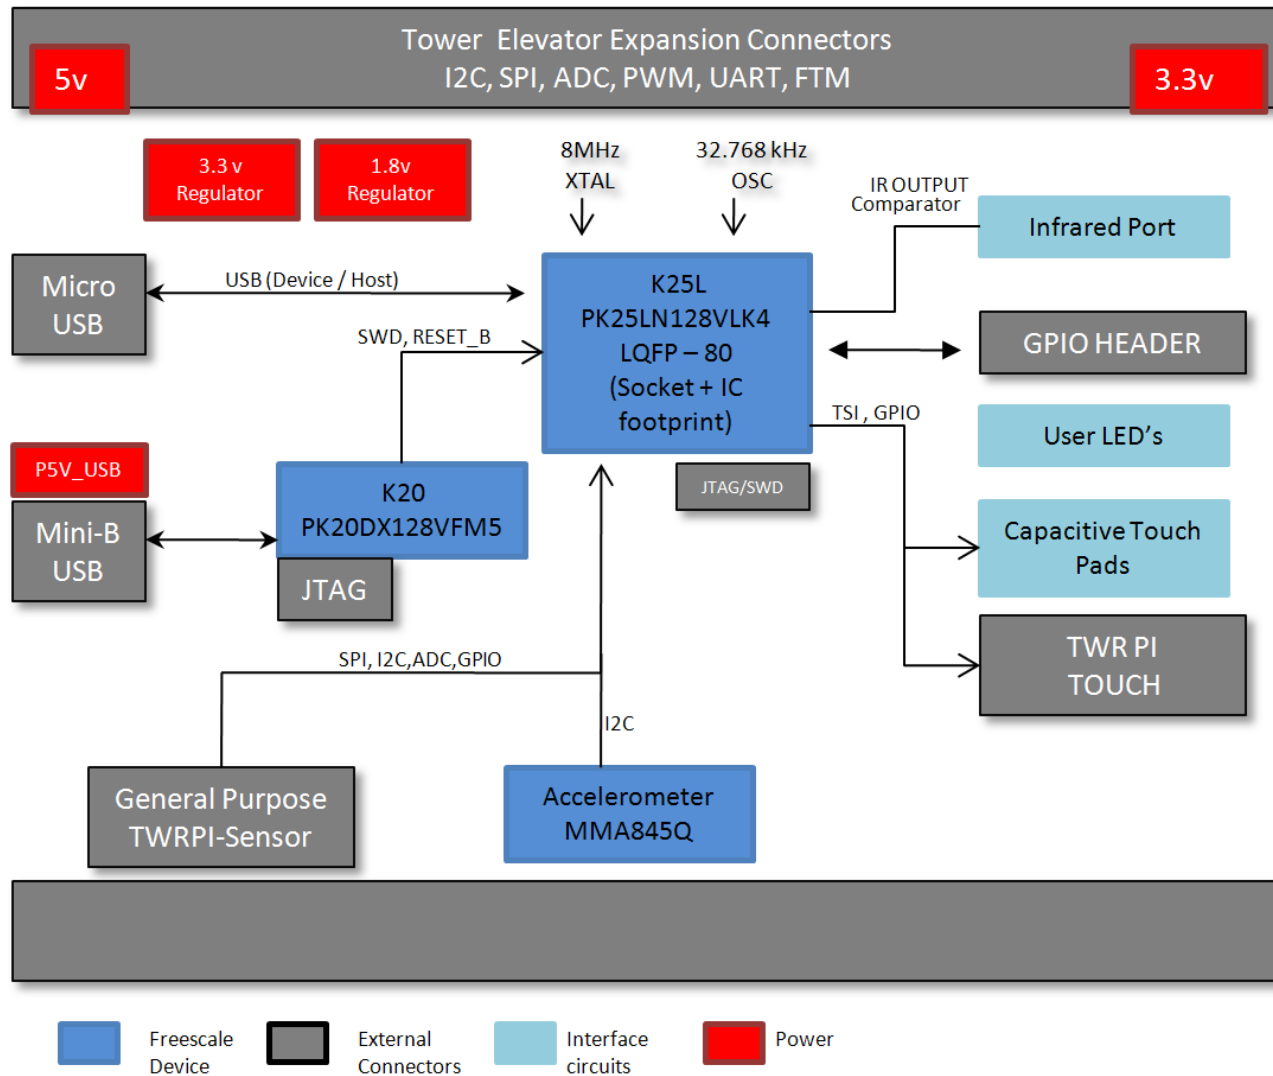 Tower Elevator Expansion Connectors
I2C, SPI, ADC, PWM, UART, FTM
5v
3.3v
3.3 v
Regulator
1.8v
Regulator
8MHz
XTAL
32.768 kHz
OSC
IR OUTPUT
Comparator
Infrared Port
Micro
USB
USB (Device / Host)
K25L
PK25LN128VLK4
LQFP – 80
(Socket + IC
footprint)
SWD, RESET_B
GPIO HEADER
TSI , GPIO
User LED's
P5V_USB
Mini-B
USB
K20
PK20DX128VFM5
JTAG
JTAG/SWD
Capacitive Touch
Pads
SPI, I2C,ADC,GPIO
TWR PI
TOUCH
I2C
General Purpose
TWRPI-Sensor
Accelerometer
MMA845Q
Freescale
Device
External
Connectors
Interface
circuits
Power